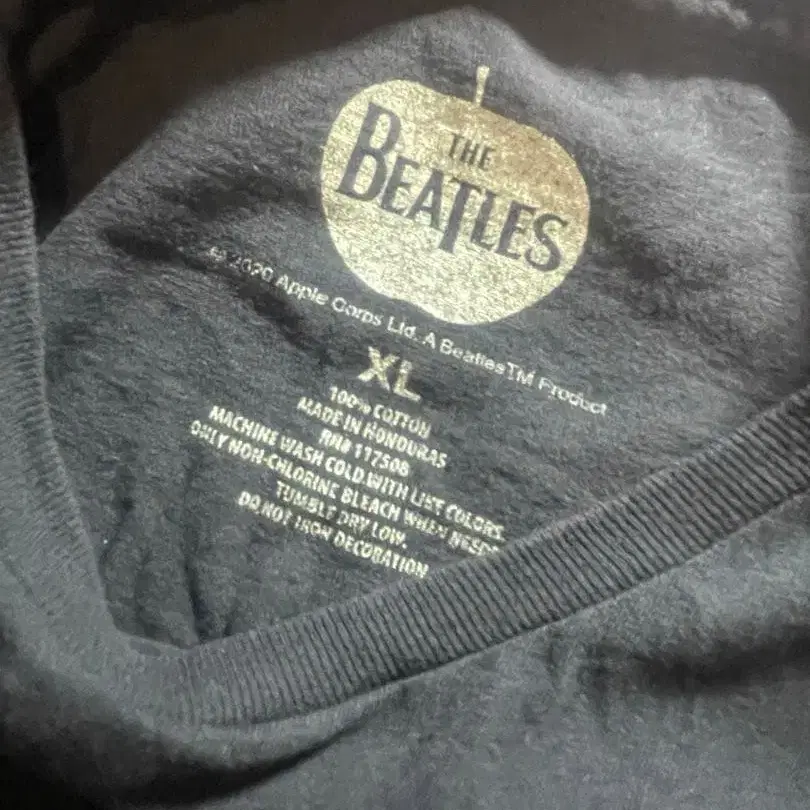 THE
BEATLES
© 2020 Apple Corps Ltd. A Beatles™ Product
XL
100% COTTON
MADE IN HONDURAS
RN# 117508
MACHINE WASH COLD WITH LIKE COLORS.
ONLY NON-CHLORINE BLEACH WHEN
TUMBLE DRY LOW.
DO NOT IRON DECORATION